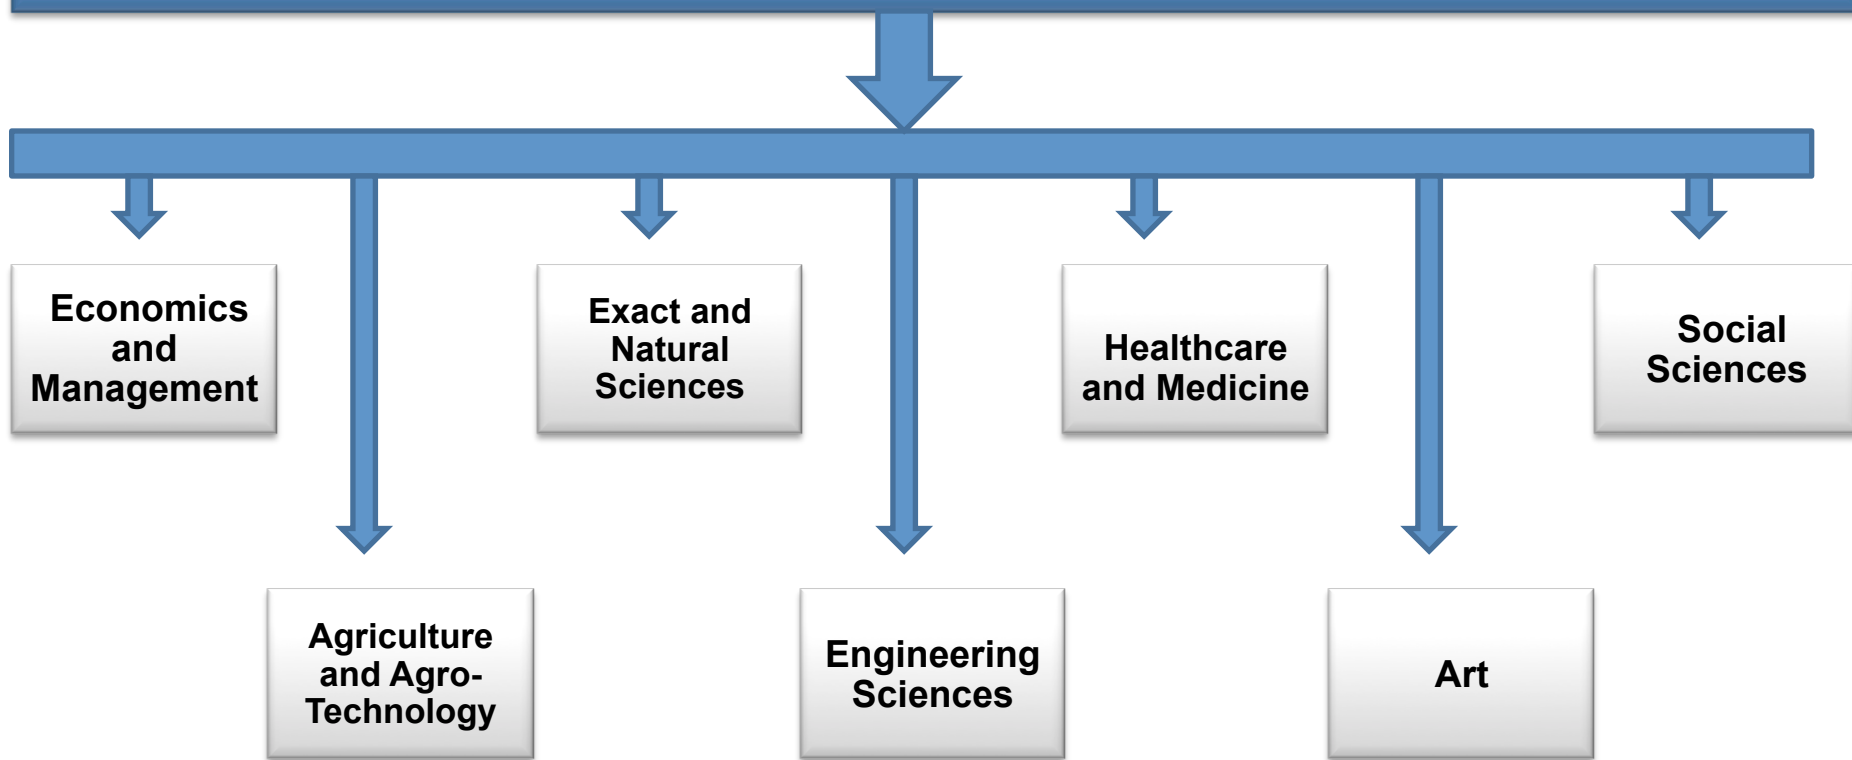 Economics
and
Management
Exact and
Natural
Sciences
Healthcare
and Medicine
Social
Sciences
Agriculture
and Agro-
Technology
Engineering
Sciences
Art